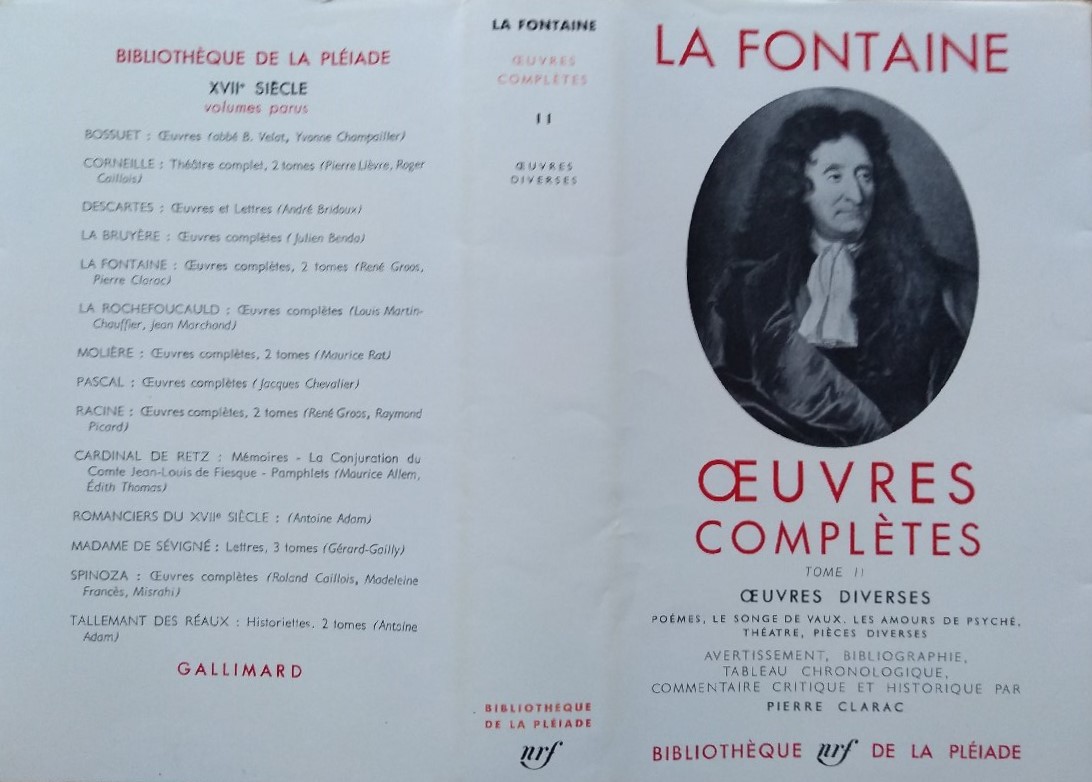 BIBLIOTHÈQUE DE LA PLÉIADE
XVIIe SIÈCLE
volumes parus
BOSSUET : Œuvres (abbé B. Velat, Yvonne Champailler)
CORNEILLE : Théâtre complet, 2 tomes (Pierre Lièvre, Roger
Caillois)
DESCARTES : Œuvres et Lettres (André Bridoux)
LA BRUYÈRE : Œuvres complètes (Julien Benda)
LA FONTAINE : Œuvres complètes, 2 tomes (René Groos,
Pierre Clarac)
LA ROCHEFOUCAULD : Œuvres complètes (Louis Martin-
Chauffier, Jean Marchand)
MOLIÈRE : Œuvres complètes, 2 tomes (Maurice Rat)
PASCAL : Œuvres complètes (Jacques Chevalier)
RACINE : Œuvres complètes, 2 tomes (René Groos, Raymond
Picard)
CARDINAL DE RETZ : Mémoires - La Conjuration du
Comte Jean-Louis de Fiesque - Pamphlets (Maurice Allem,
Édith Thomas)
ROMANCIERS DU XVIIe SIÈCLE : (Antoine Adam)
MADAME DE SÉVIGNÉ : Lettres, 3 tomes (Gérard-Gailly)
SPINOZA : Œuvres complètes (Roland Caillois, Madeleine
Francès, Misrahi)
TALLEMANT DES RÉAUX : Historiettes, 2 tomes (Antoine
Adam)
GALLIMARD
LA FONTAINE
ŒUVRES
COMPLÈTES
II
ŒUVRES
DIVERSES
BIBLIOTHÈQUE
DE LA PLÉIADE
nrf
LA FONTAINE
ŒUVRES
COMPLÈTES
TOME II
ŒUVRES DIVERSES
POÈMES, LE SONGE DE VAUX, LES AMOURS DE PSYCHÉ,
THÉATRE, PIÈCES DIVERSES
AVERTISSEMENT, BIBLIOGRAPHIE,
TABLEAU CHRONOLOGIQUE,
COMMENTAIRE CRITIQUE ET HISTORIQUE PAR
PIERRE CLARAC
BIBLIOTHÈQUE nrf DE LA PLÉIADE